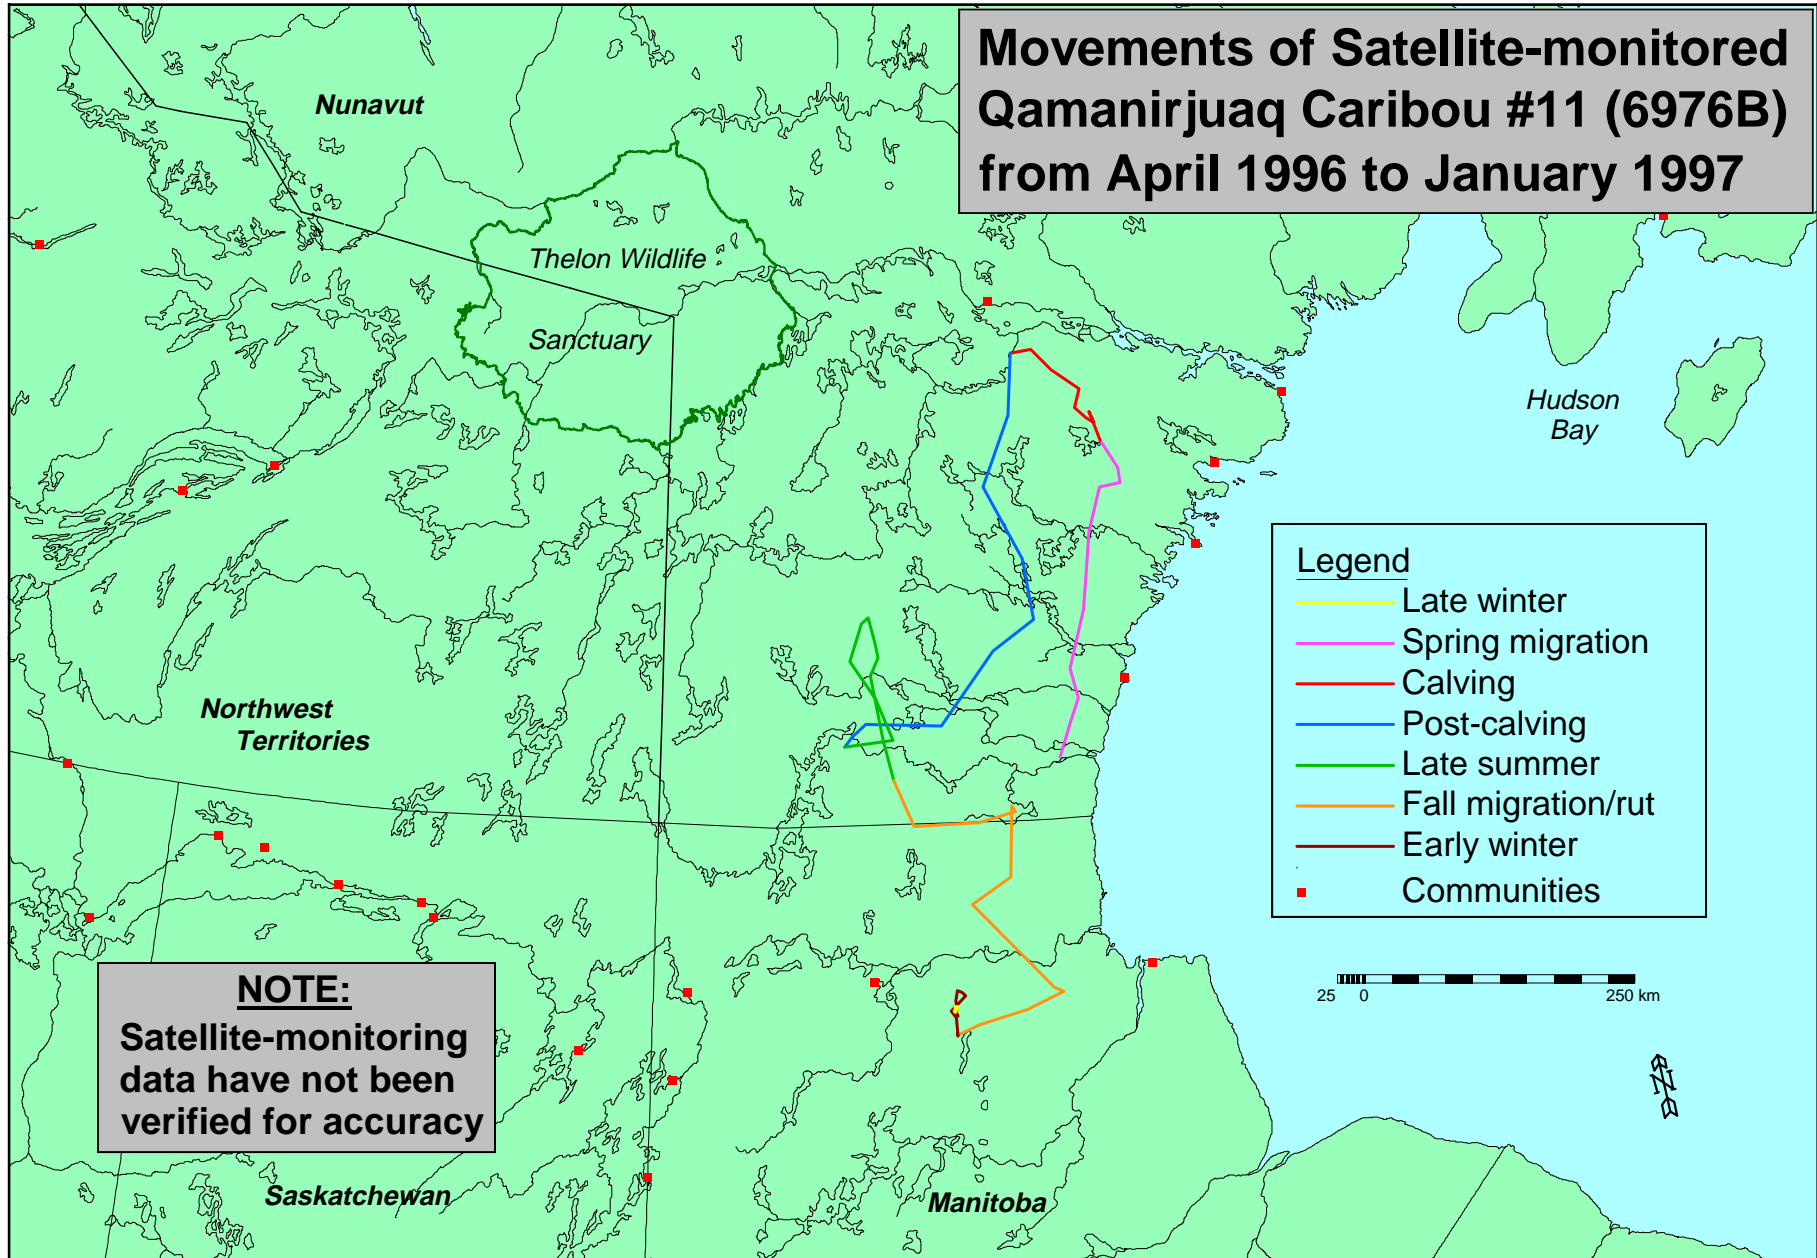 Movements of Satellite-monitored
Qamanirjuaq Caribou #11 (6976B)
from April 1996 to January 1997
Nunavut
Thelon Wildlife
Sanctuary
Hudson
Bay
Legend
Late winter
Spring migration
Calving
Post-calving
Late summer
Fall migration/rut
Early winter
Communities
Northwest
Territories
25 0 250 km
N
NOTE:
Satellite-monitoring
data have not been
verified for accuracy
Saskatchewan
Manitoba